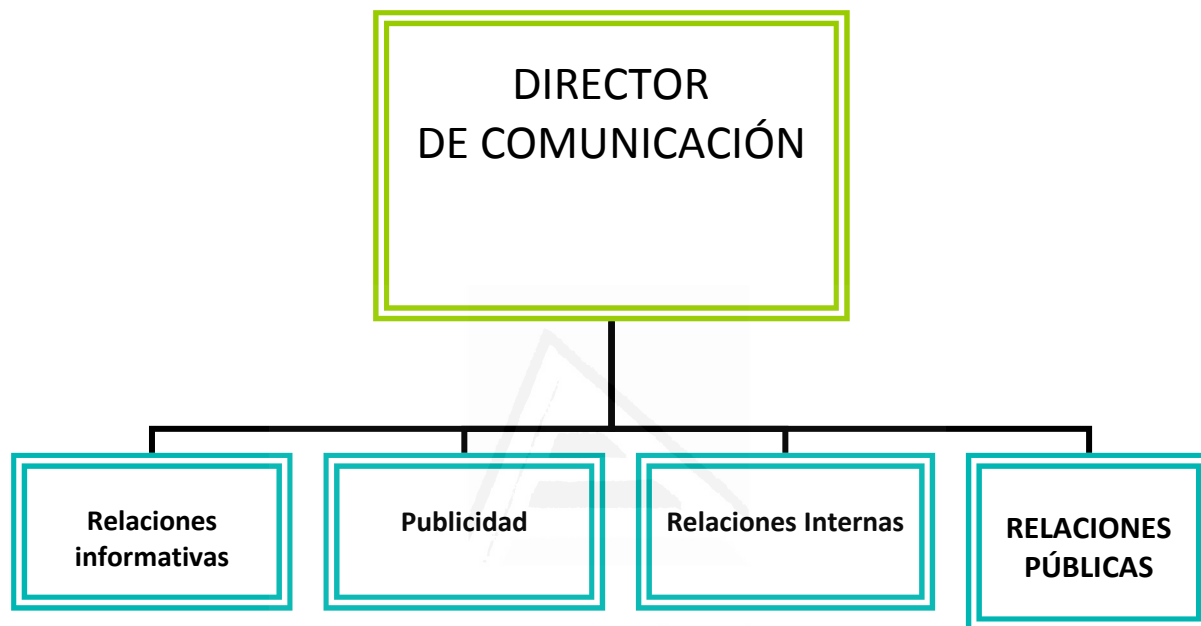 DIRECTOR
DE COMUNICACIÓN
Relaciones
informativas
Publicidad
Relaciones Internas
RELACIONES
PÚBLICAS